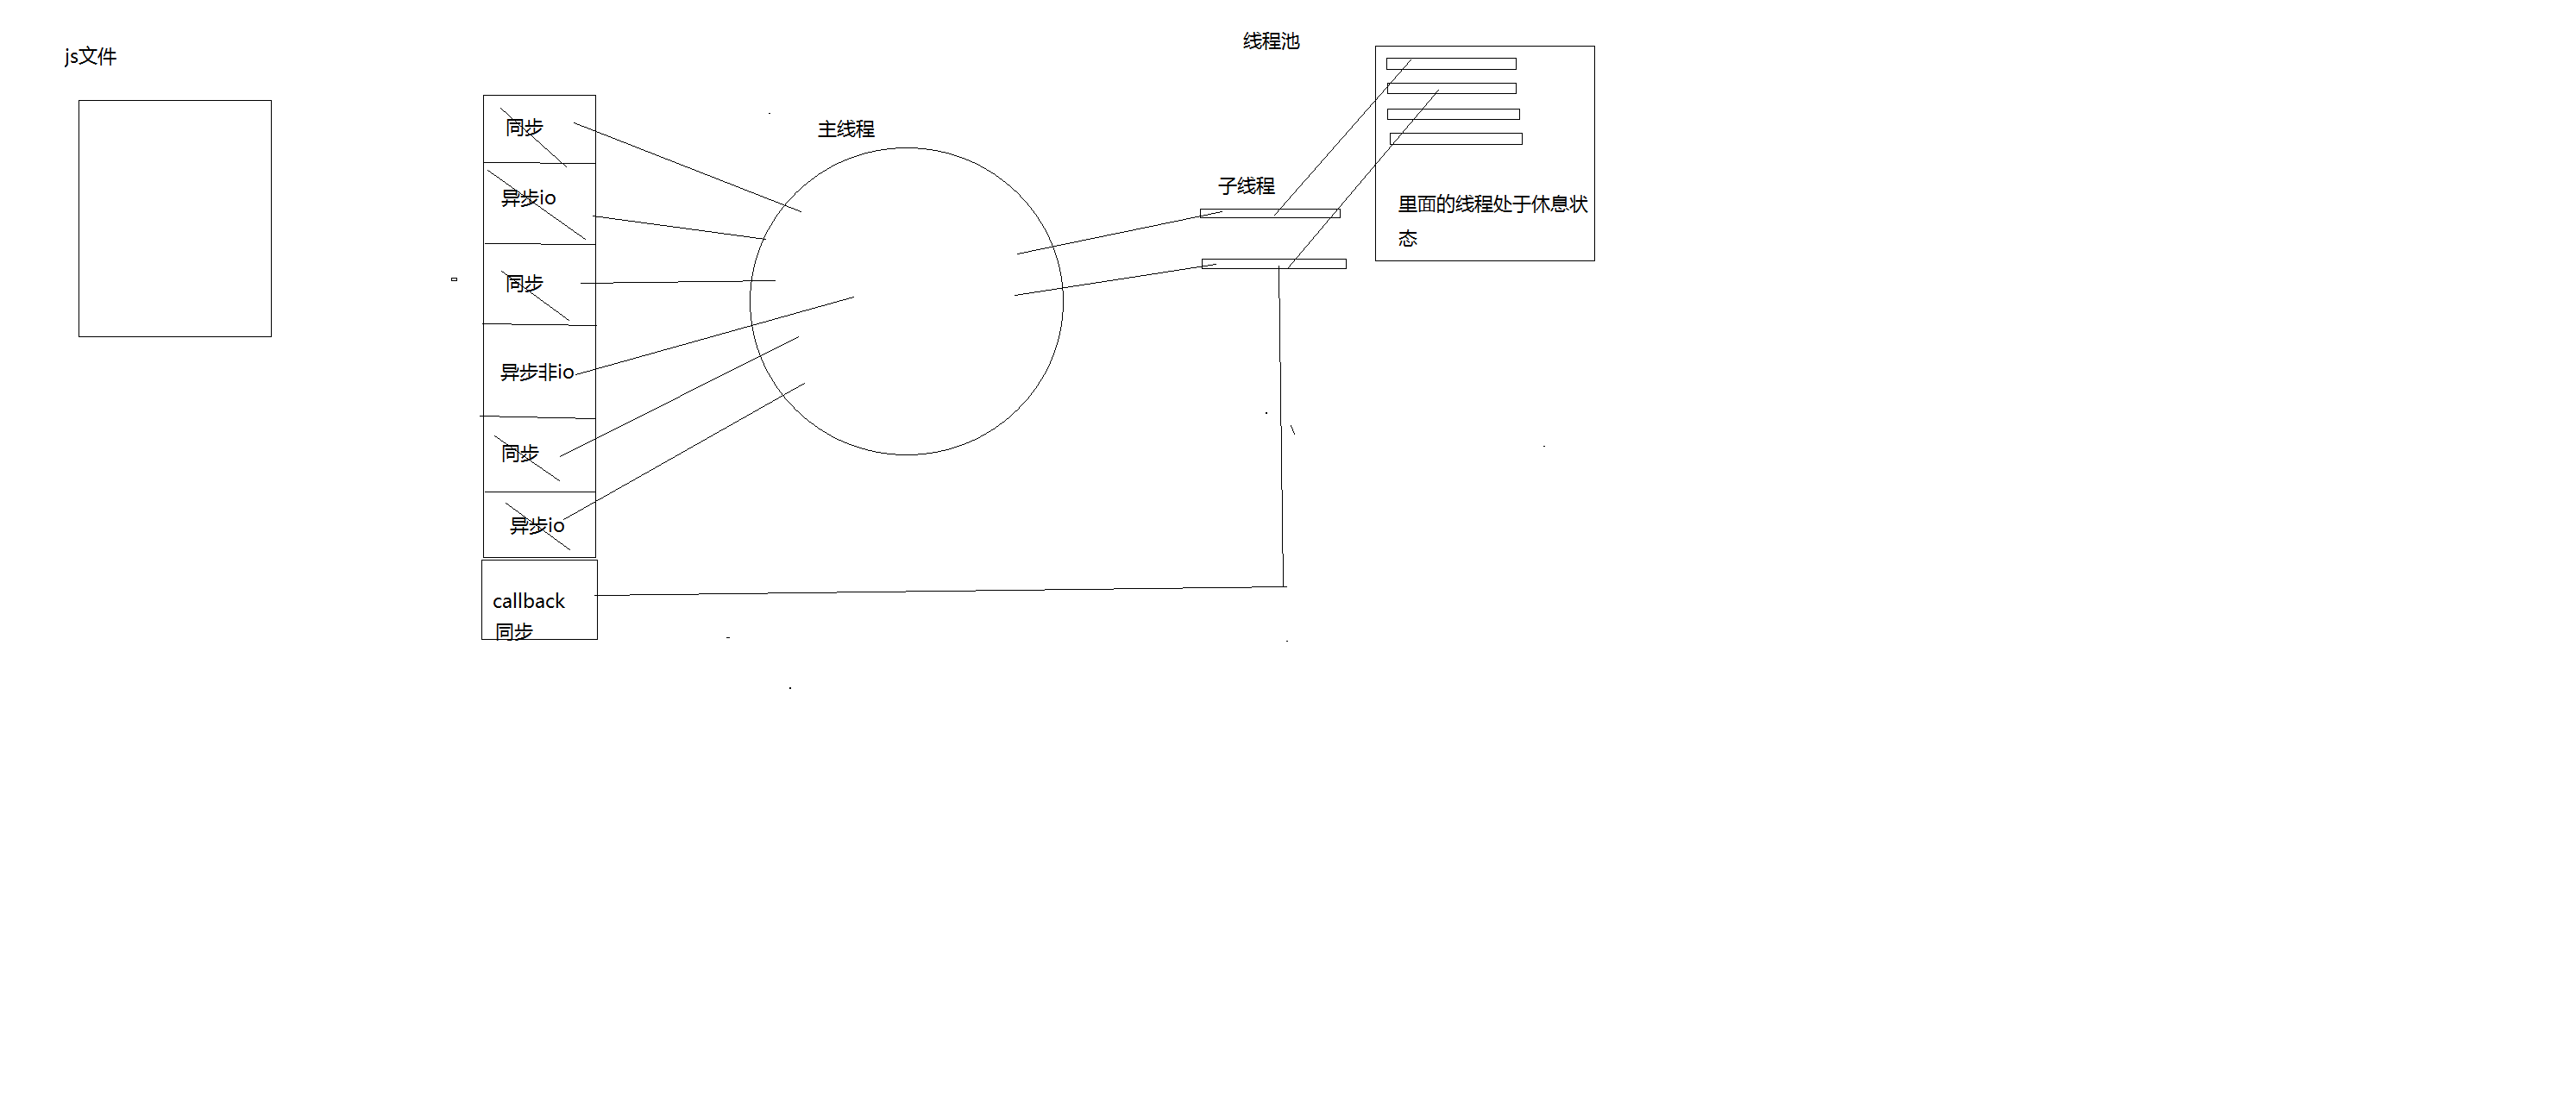 js文件
同步
异步io
同步
异步非io
同步
异步io
callback
同步
主线程
子线程
线程池
里面的线程处于休息状
态